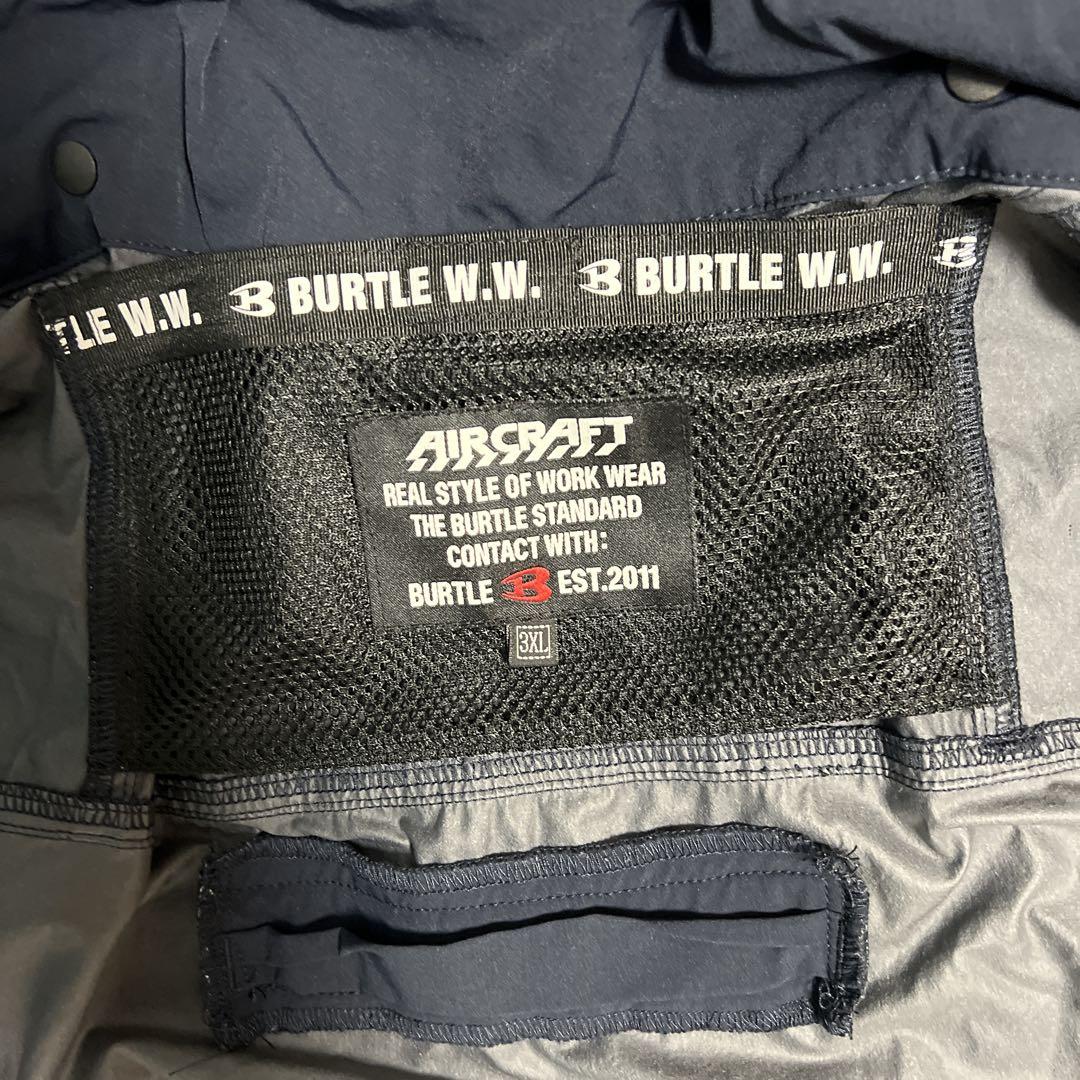 TLE W.W. B BURTLE W.W. B BURTLE W.W. B
AIRCRAFT
REAL STYLE OF WORK WEAR
THE BURTLE STANDARD
CONTACT WITH:
BURTLE B EST.2011
3XL